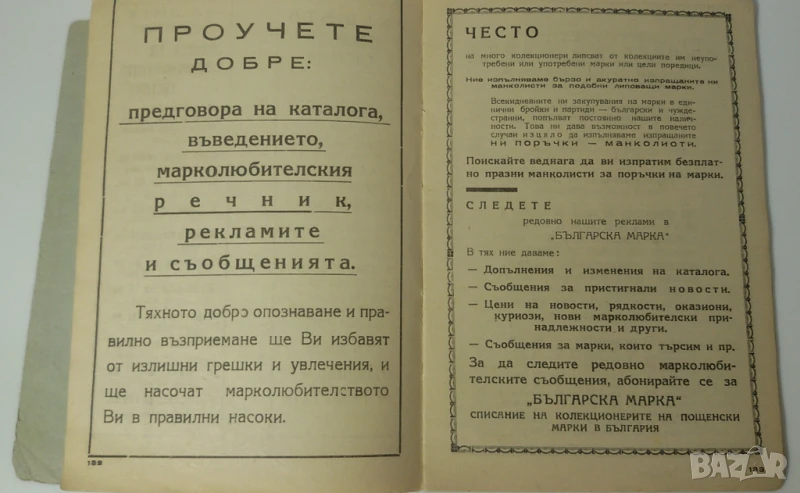 ПРОУЧЕТЕ
ДОБРЕ:
предговора на каталога,
въведението,
марколюбителския
речник,
рекламите
и съобщенията.
Тяхното добро опознаване и пра-
вилно възприемане ще Ви избавят
от излишни грешки и увлечения, и
ще насочат марколюбителството
Ви в правилни насоки.
132
ЧЕСТО
на много колекционери липсват от колекциите им неупо-
требени или употребени марки или цели поредици.
Ние изпълняваме бързо и акуратно изпращаните ни
манколисти за подобни липсващи марки.
Всекидневните ни закупувания на марки в еди-
нични бройки и партиди — български и чужде-
странни, попълват постоянно нашите налич-
ности. Това ни дава възможност в повечето
случаи изцяло да изпълняваме изпращаните
ни поръчки — манколисти.
Поискайте веднага да ви изпратим безплат-
но празни манколисти за поръчки на марки.
СЛЕДЕТЕ
редовно нашите реклами в
„БЪЛГАРСКА МАРКА“
В тях ние даваме:
— Допълнения и изменения на каталога.
— Съобщения за пристигнали новости.
— Цени на новости, рядкости, оказиони,
куриози, нови марколюбителски при-
надлежности и други.
— Съобщения за марки, които търсим и пр.
За да следите редовно марколюби-
телските съобщения, абонирайте се за
„БЪЛГАРСКА МАРКА“
СПИСАНИЕ НА КОЛЕКЦИОНЕРИТЕ НА ПОЩЕНСКИ
МАРКИ В БЪЛГАРИЯ
133
BAZAR